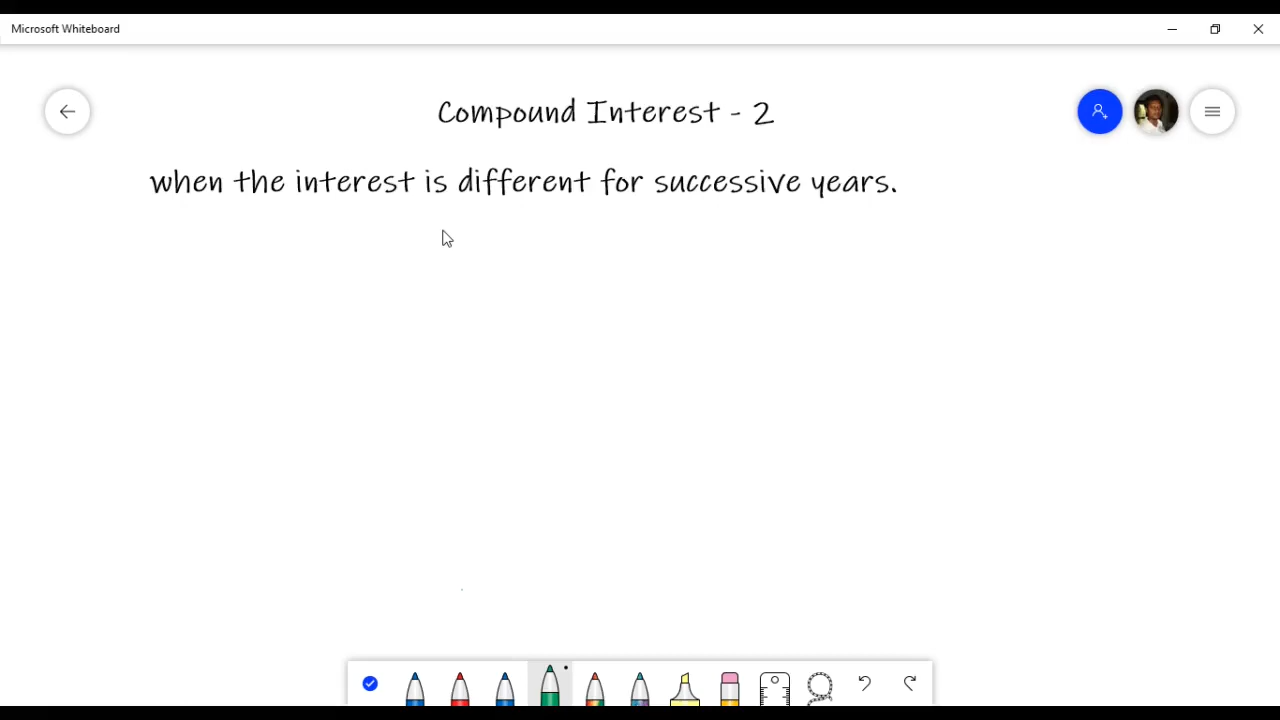 Microsoft Whiteboard
Compound Interest - 2
when the interest is different for successive years.